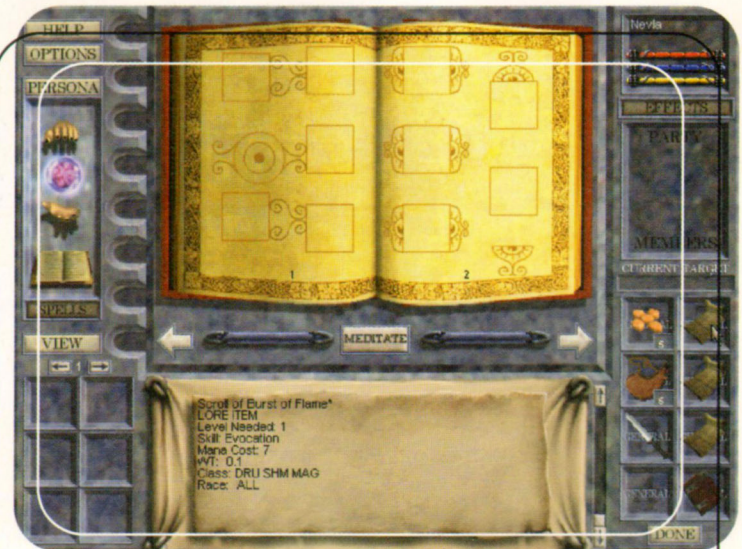 HELP
OPTIONS
PERSONA
SPELLS
VIEW
1
1
2
MEDITATE
Scroll of Burst of Flame*
LORE ITEM
Level Needed: 1
Skill: Evocation
Mana Cost: 7
WT: 0.1
Class: DRU SHM MAG
Race: ALL
Nevla
EFFECTS
PARTY
MEMBERS
CURRENT TARGET
5
6
DONE